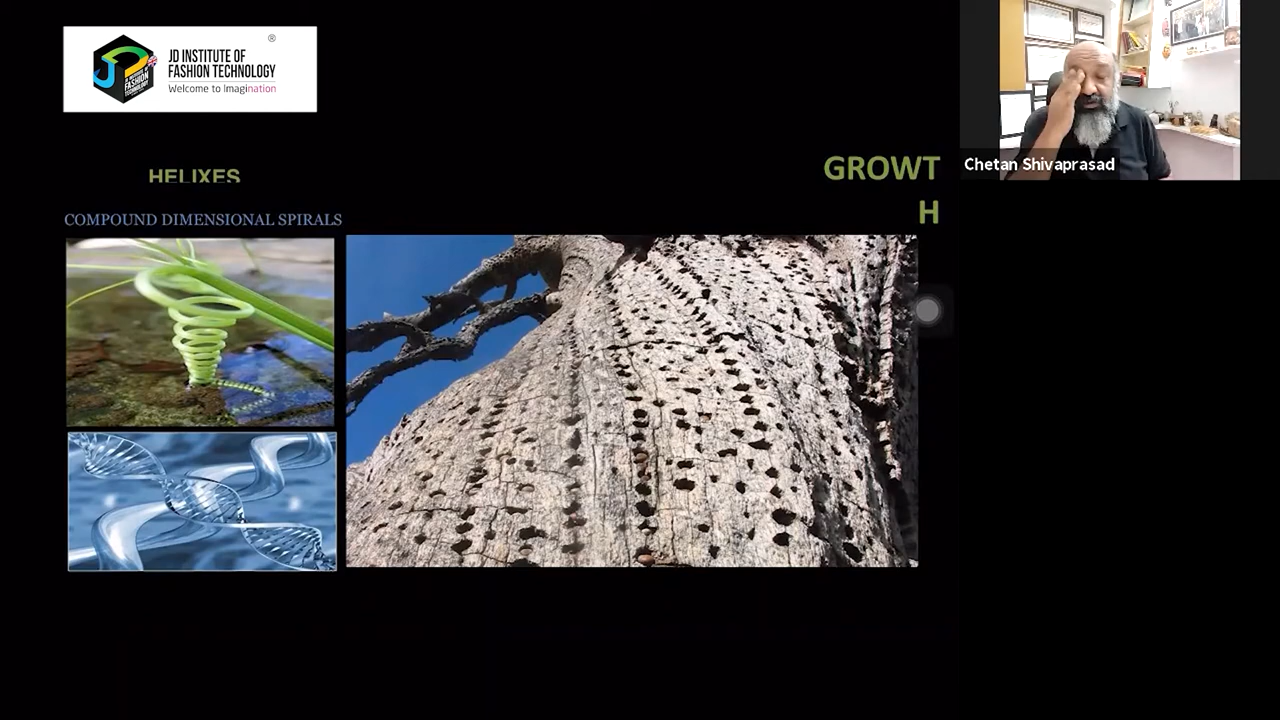 ®
JD INSTITUTE OF
FASHION TECHNOLOGY
Welcome to Imagination
HELIXES
GROWT
H
COMPOUND DIMENSIONAL SPIRALS
Chetan Shivaprasad